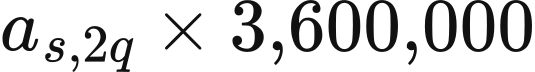 a_{s,2q} × 3,600,000